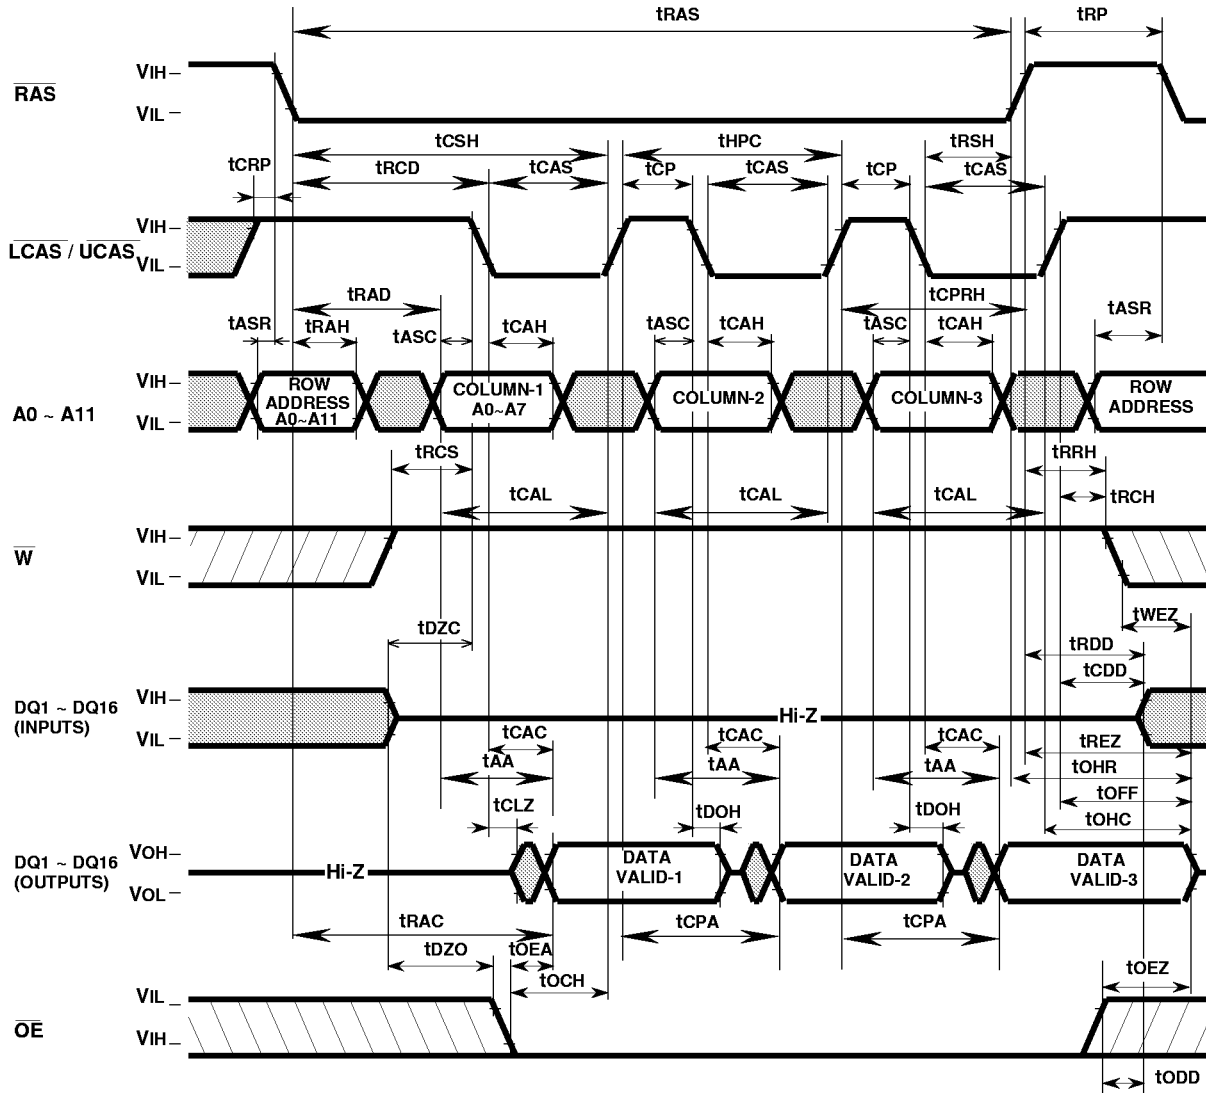 tRAS tRP
VIH
RAS
VIL
tCSH tHPC tRSH
tCRP tRCD tCAS tCP tCAS tCP tCAS
VIH
LCAS / UCAS
VIL
tRAD tCPRH
tASR tRAH tASC tCAH tASC tCAH tASC tCAH tASR
VIH
A0 ~ A11
VIL
ROW
ADDRESS
A0~A11
COLUMN-1
A0~A7
COLUMN-2
COLUMN-3
ROW
ADDRESS
tRCS tRRH
tCAL tCAL tCAL tRCH
VIH
W
VIL
tWEZ
tDZC tRDD
tCDD
DQ1 ~ DQ16
(INPUTS)
VIH
VIL
Hi-Z
tCAC tCAC tCAC tREZ
tAA tAA tAA tOHR
tCLZ tDOH tDOH tOFF
tOHC
DQ1 ~ DQ16
(OUTPUTS)
VOH
VOL
Hi-Z
DATA
VALID-1
DATA
VALID-2
DATA
VALID-3
tRAC tCPA tCPA
tDZO tOEA
tOCH tOEZ
VIL
OE
VIH
tODD